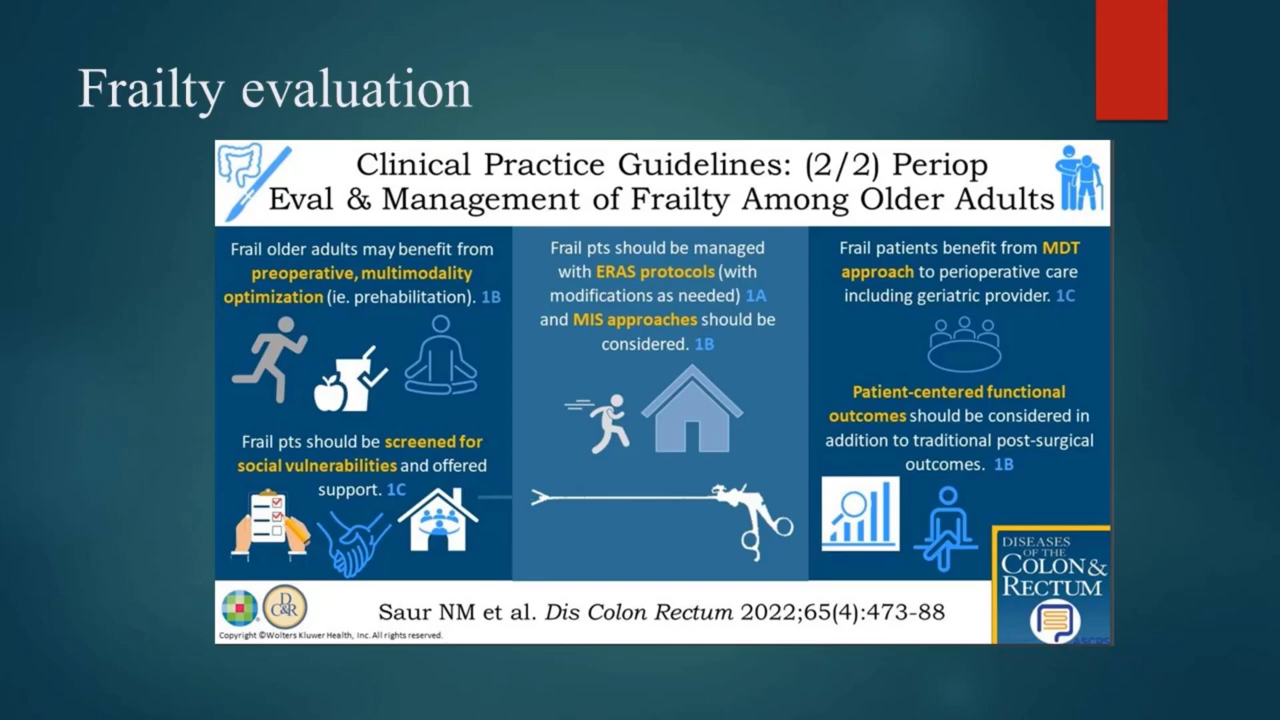 Frailty evaluation
Clinical Practice Guidelines: (2/2) Periop
Eval & Management of Frailty Among Older Adults
Frail older adults may benefit from
preoperative, multimodality
optimization (ie. prehabilitation). 1B
Frail pts should be screened for
social vulnerabilities and offered
support. 1C
Frail pts should be managed
with ERAS protocols (with
modifications as needed) 1A
and MIS approaches should be
considered. 1B
Frail patients benefit from MDT
approach to perioperative care
including geriatric provider. 1C
Patient-centered functional
outcomes should be considered in
addition to traditional post-surgical
outcomes. 1B
DISEASES
OF THE
COLON &
RECTUM
ASCRS
D
C&R
Saur NM et al. Dis Colon Rectum 2022;65(4):473-88
Copyright ©Wolters Kluwer Health, Inc. All rights reserved.